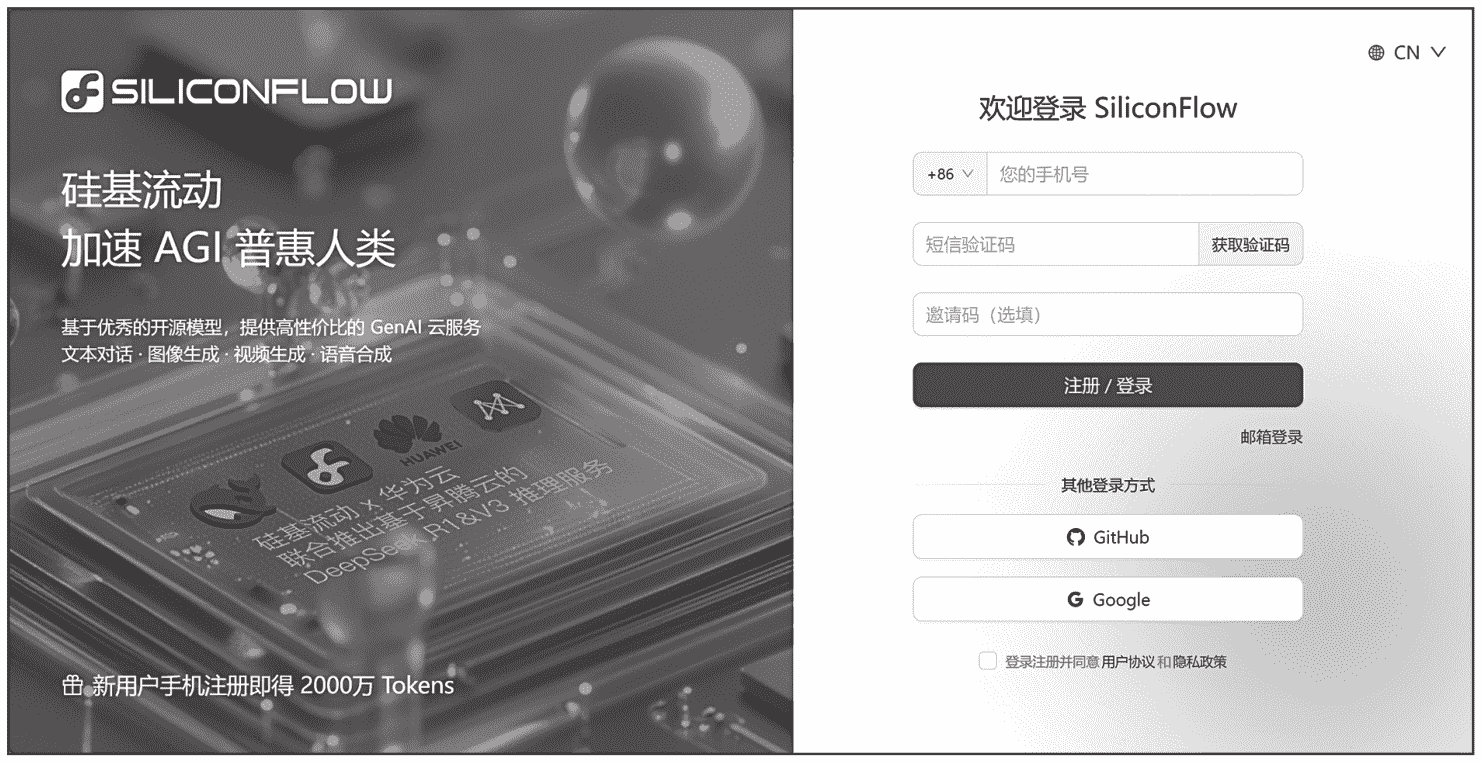 SILICONFLOW
硅基流动
加速 AGI 普惠人类
基于优秀的开源模型，提供高性价比的 GenAI 云服务
文本对话 · 图像生成 · 视频生成 · 语音合成
HUAWEI
硅基流动 x 华为云
联合推出基于昇腾云的
DeepSeek R1&V3 推理服务
新用户手机注册即得 2000万 Tokens
CN
欢迎登录 SiliconFlow
+86 您的手机号
短信验证码 获取验证码
邀请码（选填）
注册 / 登录
邮箱登录
其他登录方式
GitHub
Google
登录注册并同意 用户协议 和 隐私政策